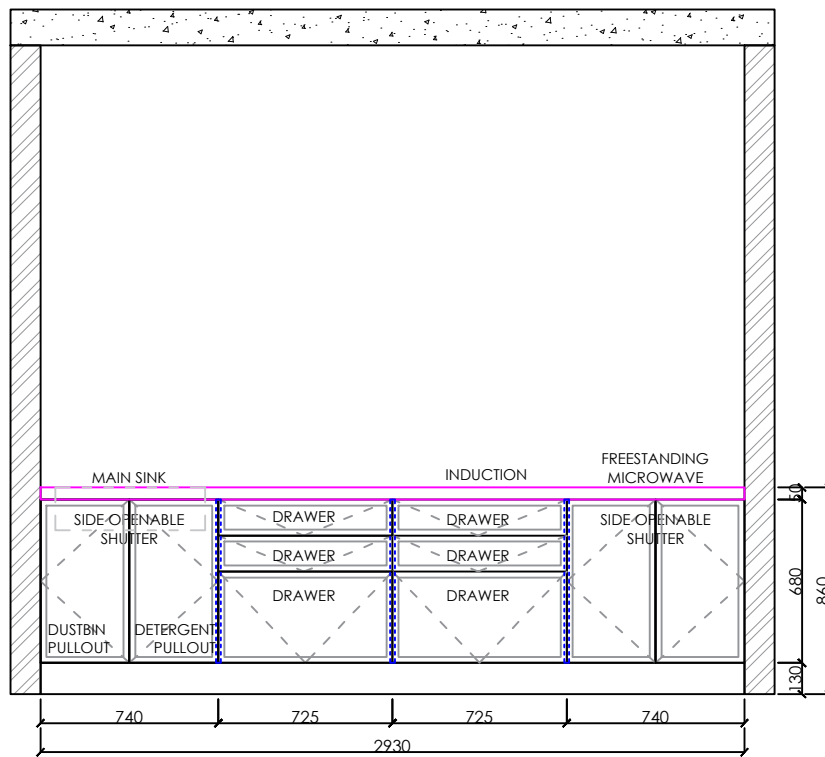 FREESTANDING
MICROWAVE
MAIN SINK
INDUCTION
50
SIDE OPENABLE
SHUTTER
DRAWER
DRAWER
SIDE OPENABLE
SHUTTER
DRAWER
DRAWER
680
860
DRAWER
DRAWER
DUSTBIN
PULLOUT
DETERGENT
PULLOUT
130
740
725
725
740
2930